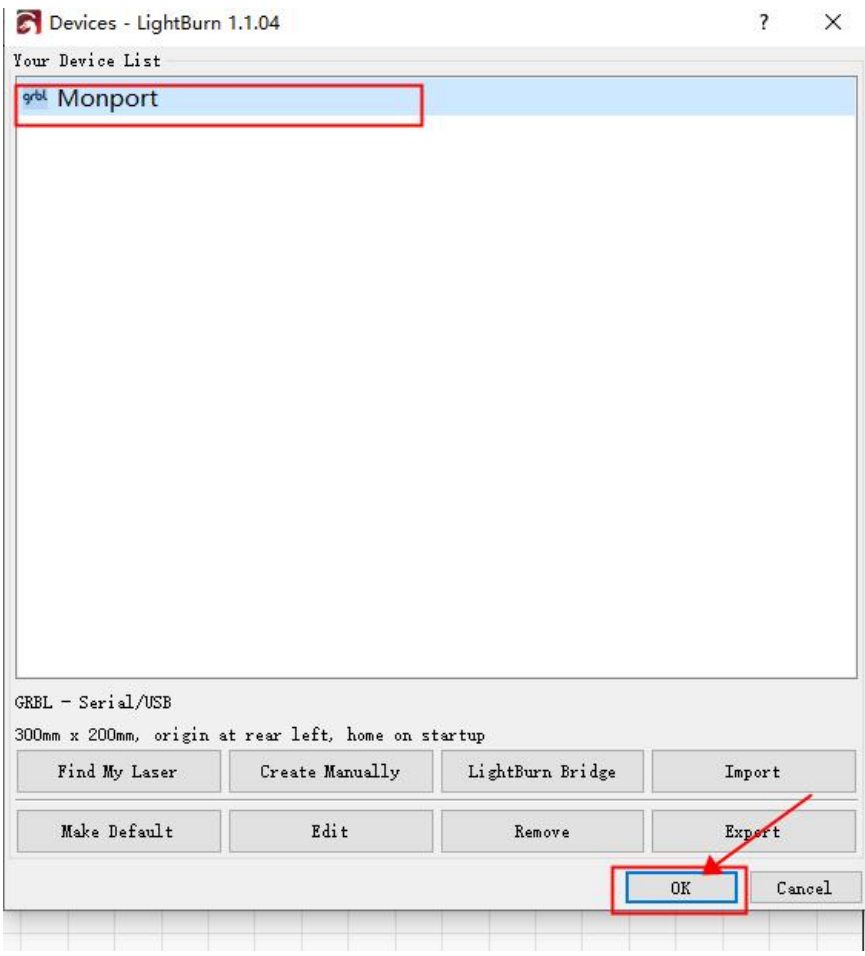 Devices - LightBurn 1.1.04 ? ×
Your Device List
grbl Monport
GRBL - Serial/USB
300mm x 200mm, origin at rear left, home on startup
Find My Laser Create Manually LightBurn Bridge Import
Make Default Edit Remove Export
OK Cancel